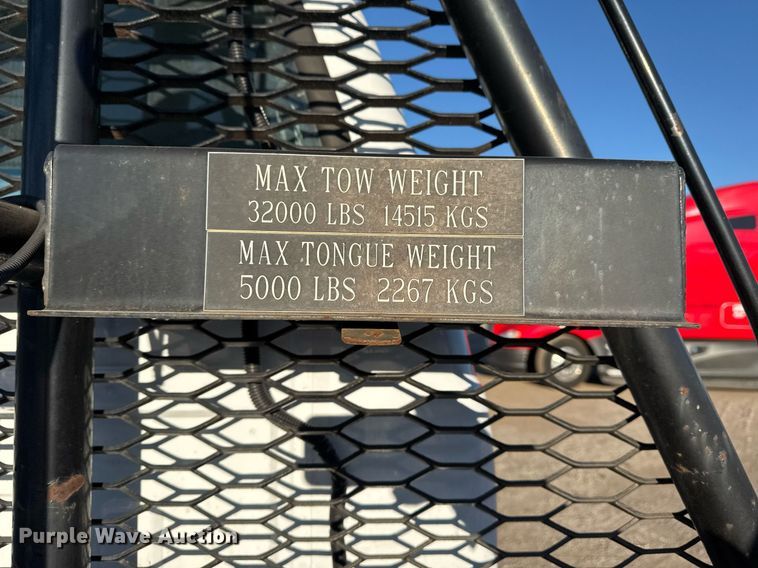 MAX TOW WEIGHT
32000 LBS 14515 KGS
MAX TONGUE WEIGHT
5000 LBS 2267 KGS
Purple Wave Auction